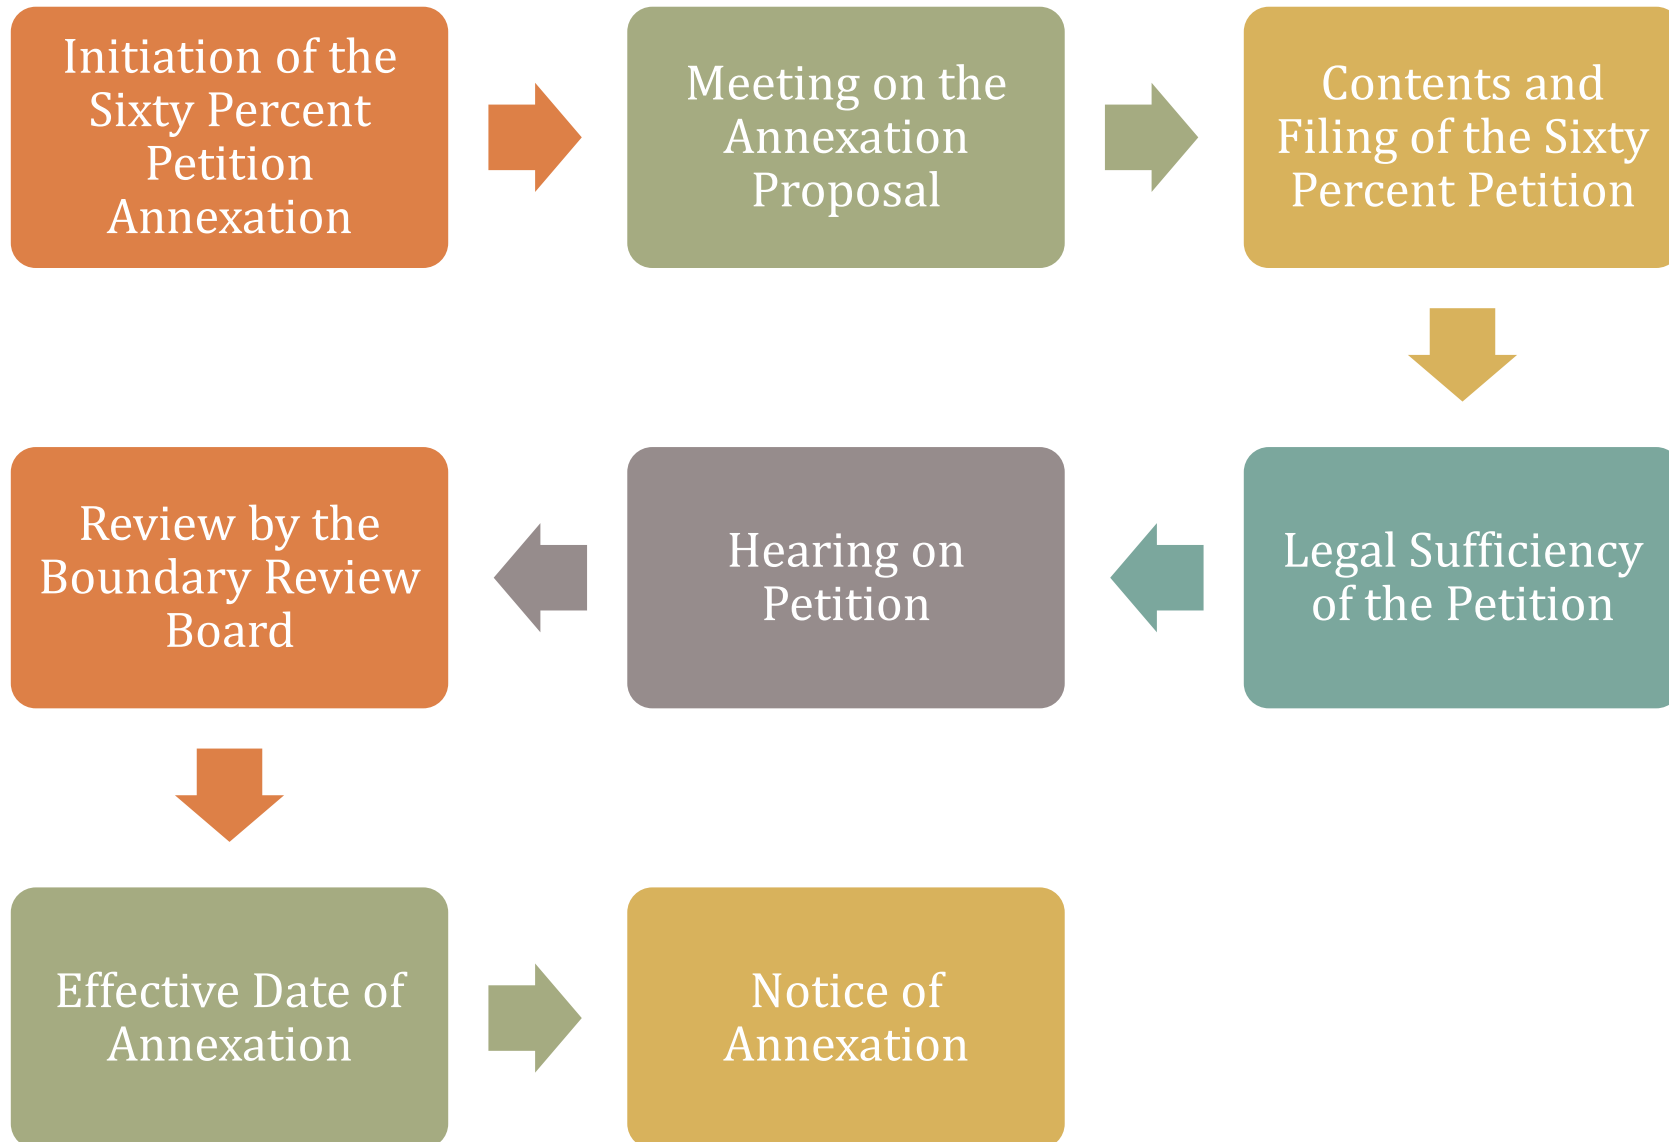 Initiation of the
Sixty Percent
Petition
Annexation
Meeting on the
Annexation
Proposal
Contents and
Filing of the Sixty
Percent Petition
Legal Sufficiency
of the Petition
Hearing on
Petition
Review by the
Boundary Review
Board
Effective Date of
Annexation
Notice of
Annexation